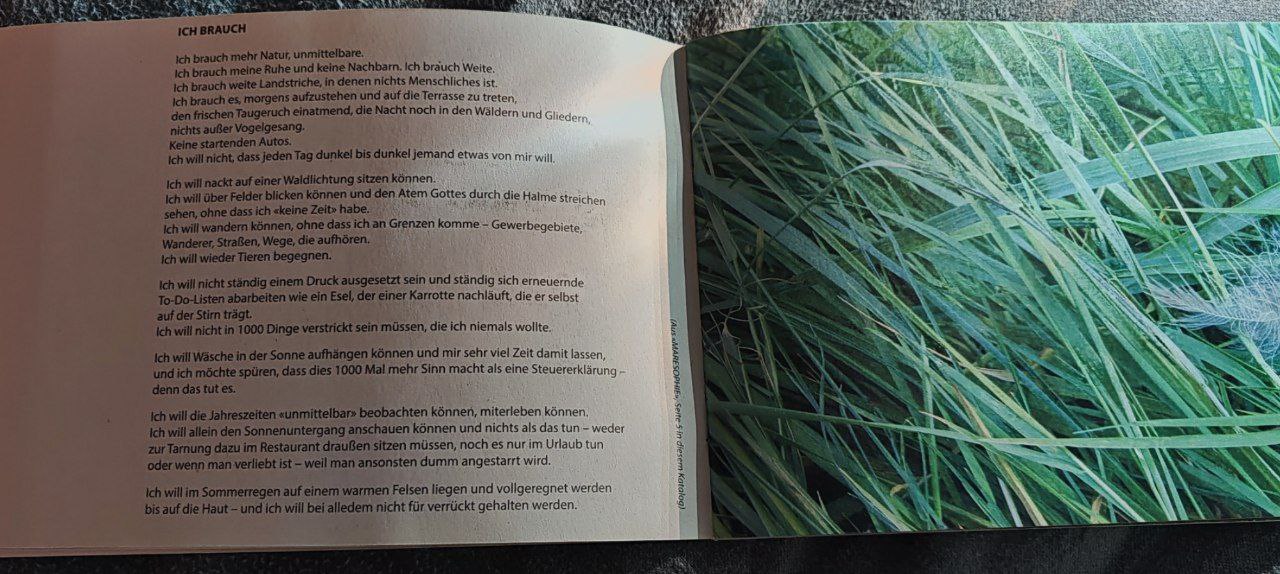 ICH BRAUCH
Ich brauch mehr Natur, unmittelbare.
Ich brauch meine Ruhe und keine Nachbarn. Ich brauch Weite.
Ich brauch weite Landstriche, in denen nichts Menschliches ist.
Ich brauch es, morgens aufzustehen und auf die Terrasse zu treten,
den frischen Taugeruch einatmend, die Nacht noch in den Wäldern und Gliedern,
nichts außer Vogelgesang.
Keine startenden Autos.
Ich will nicht, dass jeden Tag dunkel bis dunkel jemand etwas von mir will.
Ich will nackt auf einer Waldlichtung sitzen können.
Ich will über Felder blicken können und den Atem Gottes durch die Halme streichen
sehen, ohne dass ich «keine Zeit» habe.
Ich will wandern können, ohne dass ich an Grenzen komme – Gewerbegebiete,
Wanderer, Straßen, Wege, die aufhören.
Ich will wieder Tieren begegnen.
Ich will nicht ständig einem Druck ausgesetzt sein und ständig sich erneuernde
To-Do-Listen abarbeiten wie ein Esel, der einer Karrotte nachläuft, die er selbst
auf der Stirn trägt.
Ich will nicht in 1000 Dinge verstrickt sein müssen, die ich niemals wollte.
Ich will Wäsche in der Sonne aufhängen können und mir sehr viel Zeit damit lassen,
und ich möchte spüren, dass dies 1000 Mal mehr Sinn macht als eine Steuererklärung –
denn das tut es.
Ich will die Jahreszeiten «unmittelbar» beobachten können, miterleben können.
Ich will allein den Sonnenuntergang anschauen können und nichts als das tun – weder
zur Tarnung dazu im Restaurant draußen sitzen müssen, noch es nur im Urlaub tun
oder wenn man verliebt ist – weil man ansonsten dumm angestarrt wird.
Ich will im Sommerregen auf einem warmen Felsen liegen und vollgeregnet werden
bis auf die Haut – und ich will bei alledem nicht für verrückt gehalten werden.
(Aus «MARESOPHIE», Seite 5 in diesem Katalog)